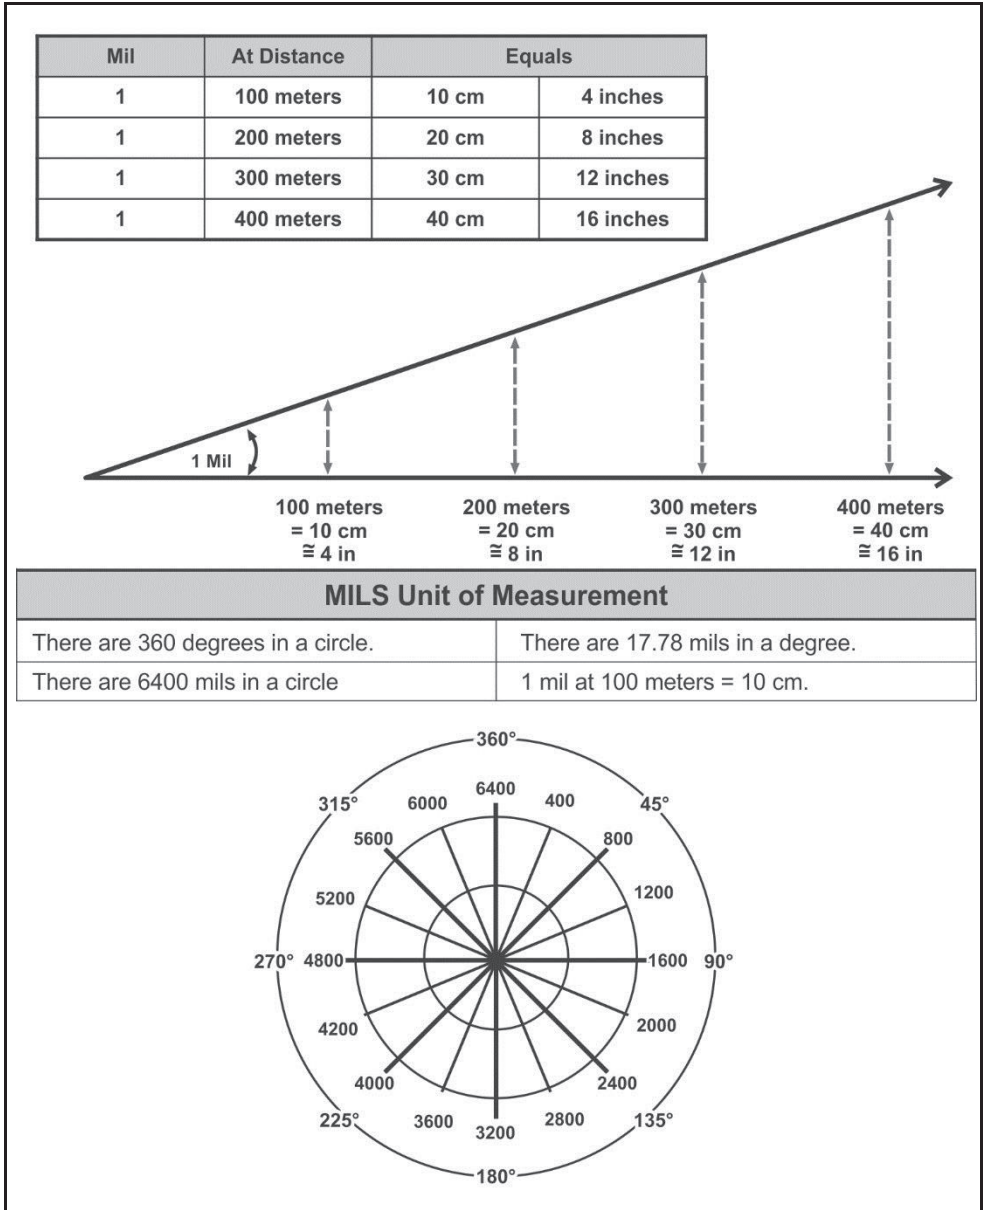 Mil At Distance Equals
1 100 meters 10 cm 4 inches
1 200 meters 20 cm 8 inches
1 300 meters 30 cm 12 inches
1 400 meters 40 cm 16 inches
1 Mil
100 meters 200 meters 300 meters 400 meters
= 10 cm = 20 cm = 30 cm = 40 cm
≅ 4 in ≅ 8 in ≅ 12 in ≅ 16 in
MILS Unit of Measurement
There are 360 degrees in a circle. There are 17.78 mils in a degree.
There are 6400 mils in a circle 1 mil at 100 meters = 10 cm.
360°
6400
315° 6000 400 45°
5600 800
5200 1200
270° 4800 1600 90°
4200 2000
4000 2400
225° 3600 2800 135°
3200
180°